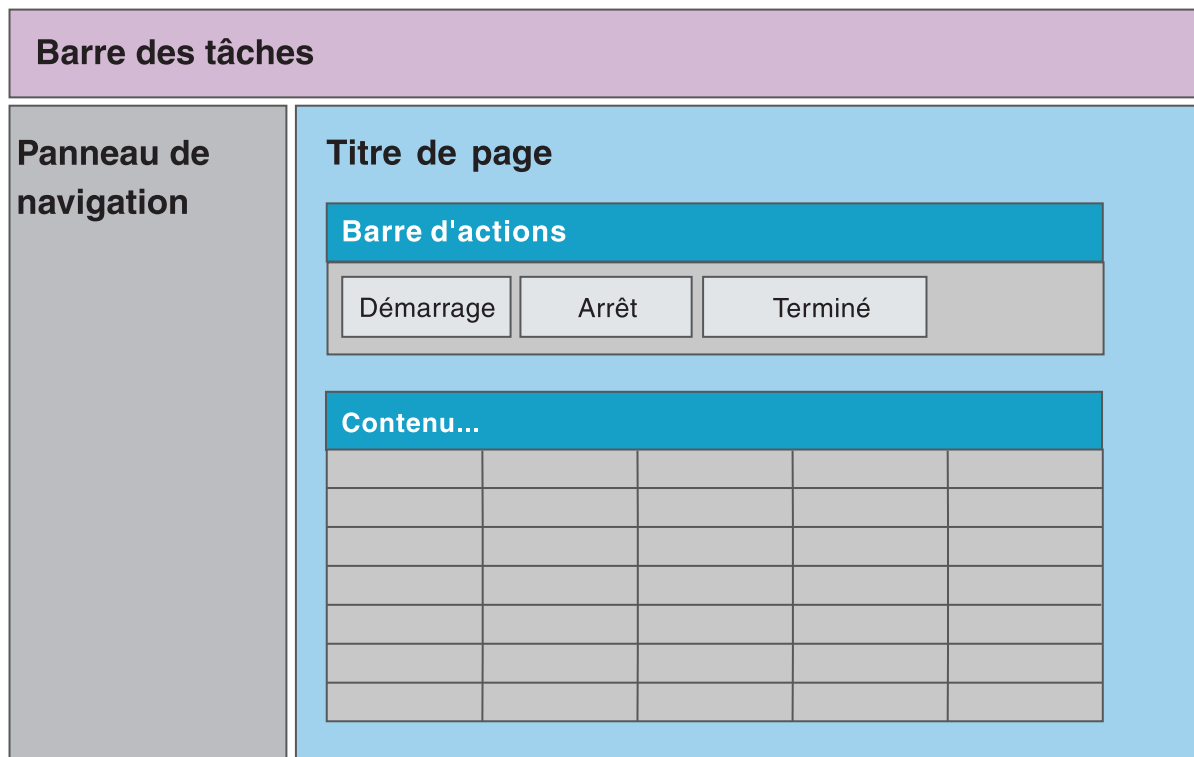 Barre des tâches
Panneau de
navigation
Titre de page
Barre d'actions
Démarrage
Arrêt
Terminé
Contenu...